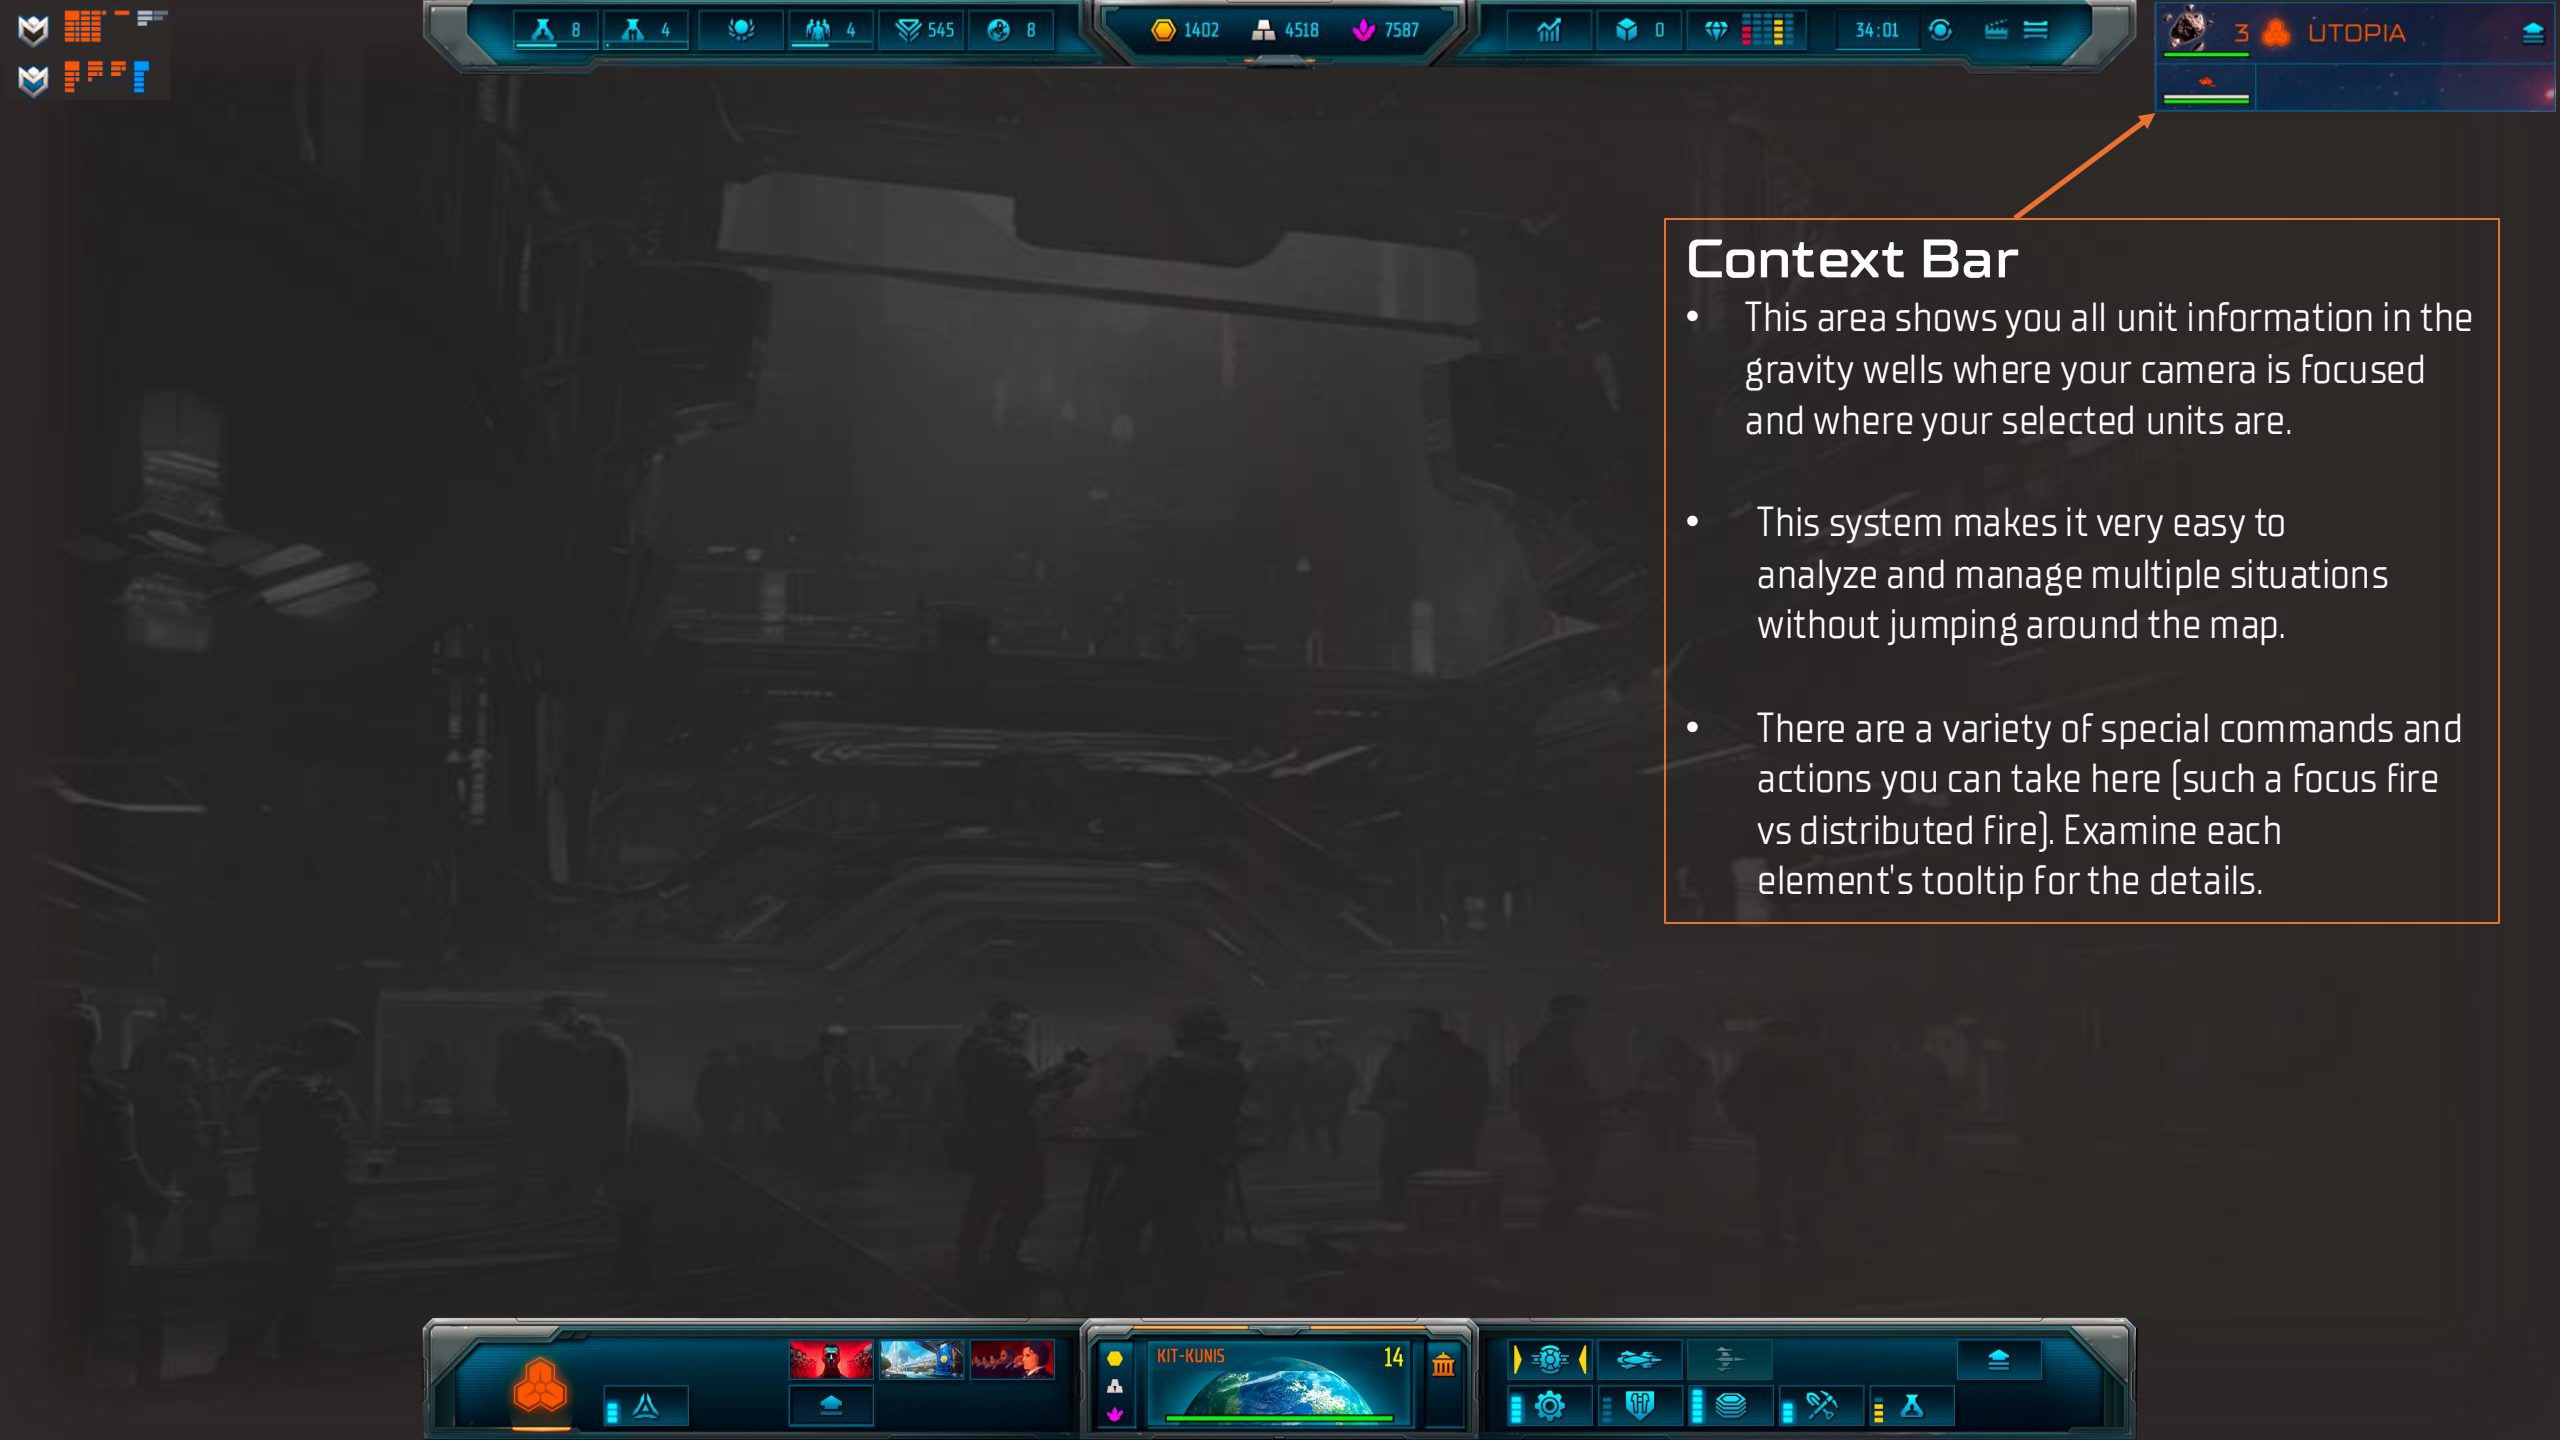 8
4
4
545
8
1402
4518
7587
0
34:01
3
UTOPIA
Context Bar
• This area shows you all unit information in the
gravity wells where your camera is focused
and where your selected units are.
• This system makes it very easy to
analyze and manage multiple situations
without jumping around the map.
• There are a variety of special commands and
actions you can take here (such a focus fire
vs distributed fire). Examine each
element's tooltip for the details.
KIT-KUNIS
14